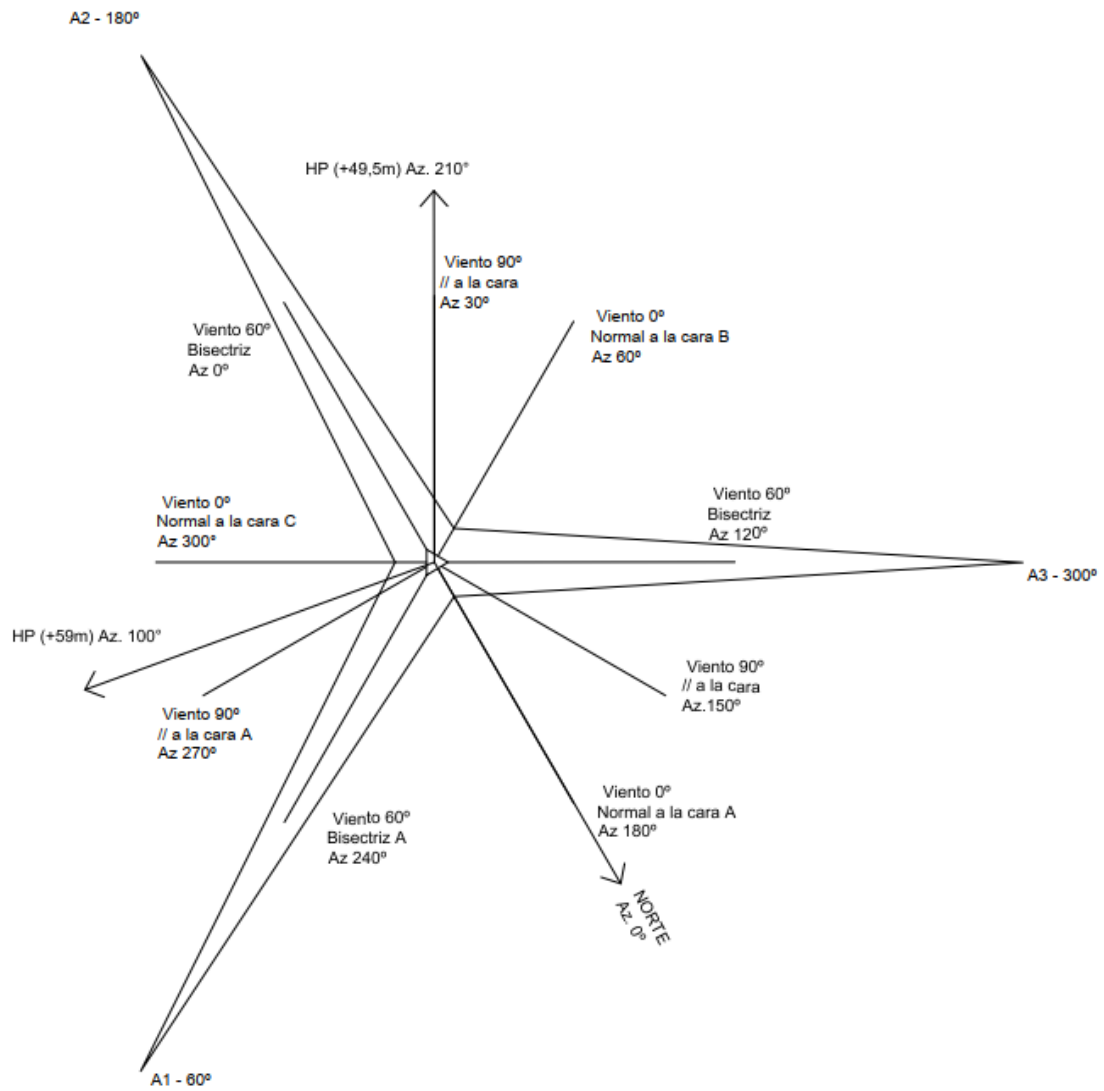 A2 - 180º
HP (+49,5m) Az. 210°
Viento 90º
// a la cara
Az 30º
Viento 0º
Normal a la cara B
Az 60º
Viento 60º
Bisectriz
Az 0º
Viento 0º
Normal a la cara C
Az 300°
Viento 60º
Bisectriz
Az 120º
A3 - 300º
HP (+59m) Az. 100°
Viento 90º
// a la cara A
Az 270º
Viento 90º
// a la cara
Az.150º
Viento 60º
Bisectriz A
Az 240º
Viento 0º
Normal a la cara A
Az 180º
NORTE
Az. 0º
A1 - 60º